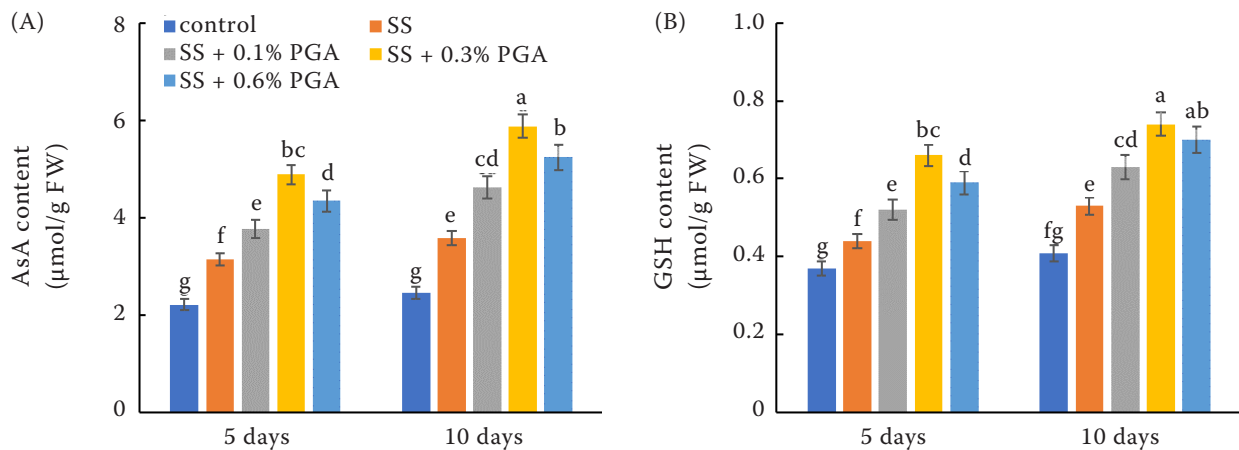 (A)
AsA content
(µmol/g FW)
8
6
4
2
0
control
SS
SS + 0.1% PGA
SS + 0.3% PGA
SS + 0.6% PGA
g
f
e
bc
d
g
e
cd
a
b
5 days
10 days
(B)
GSH content
(µmol/g FW)
1.0
0.8
0.6
0.4
0.2
0
g
f
e
bc
d
fg
e
cd
a
ab
5 days
10 days